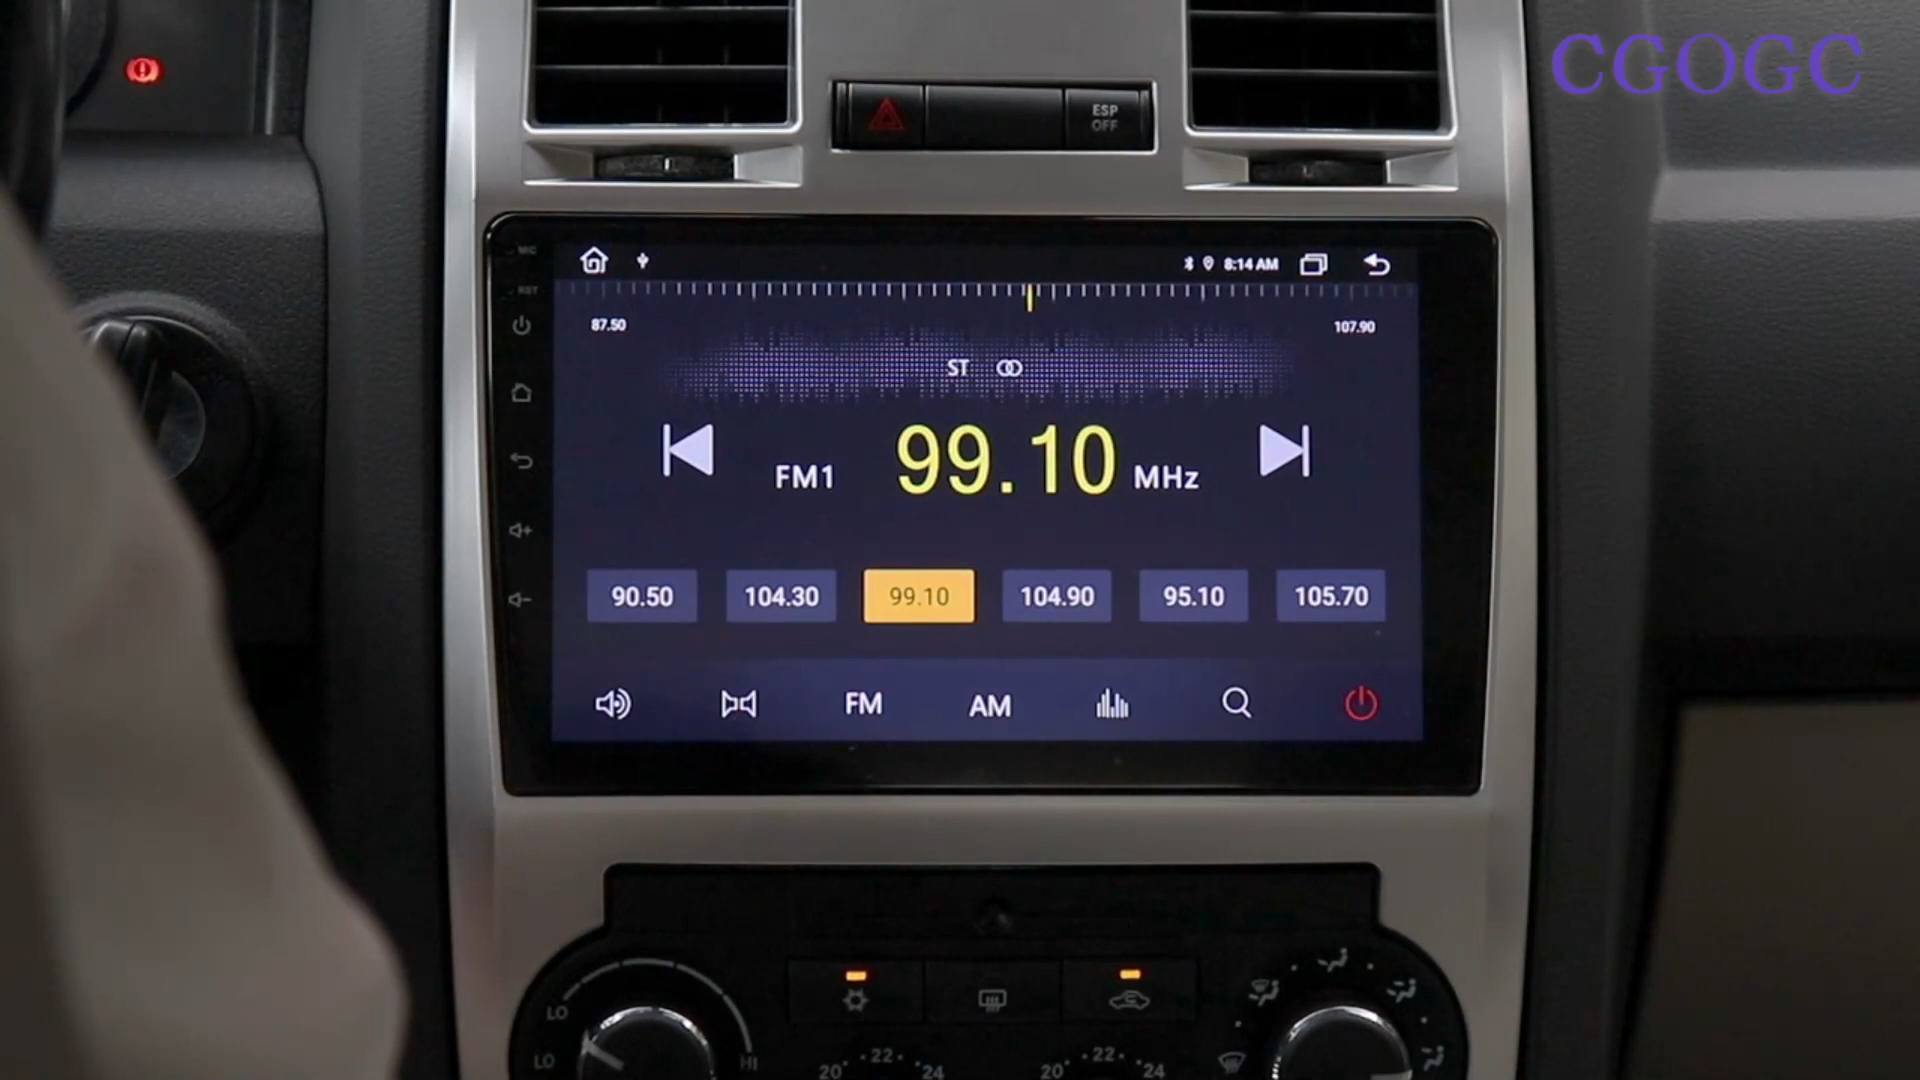 CGOGC
ESP
OFF
MIC
RST
8:14 AM
87.50
107.90
ST
FM1 99.10 MHz
90.50 104.30 99.10 104.90 95.10 105.70
FM AM
LO
LO HI
20 22 24
20 22 24